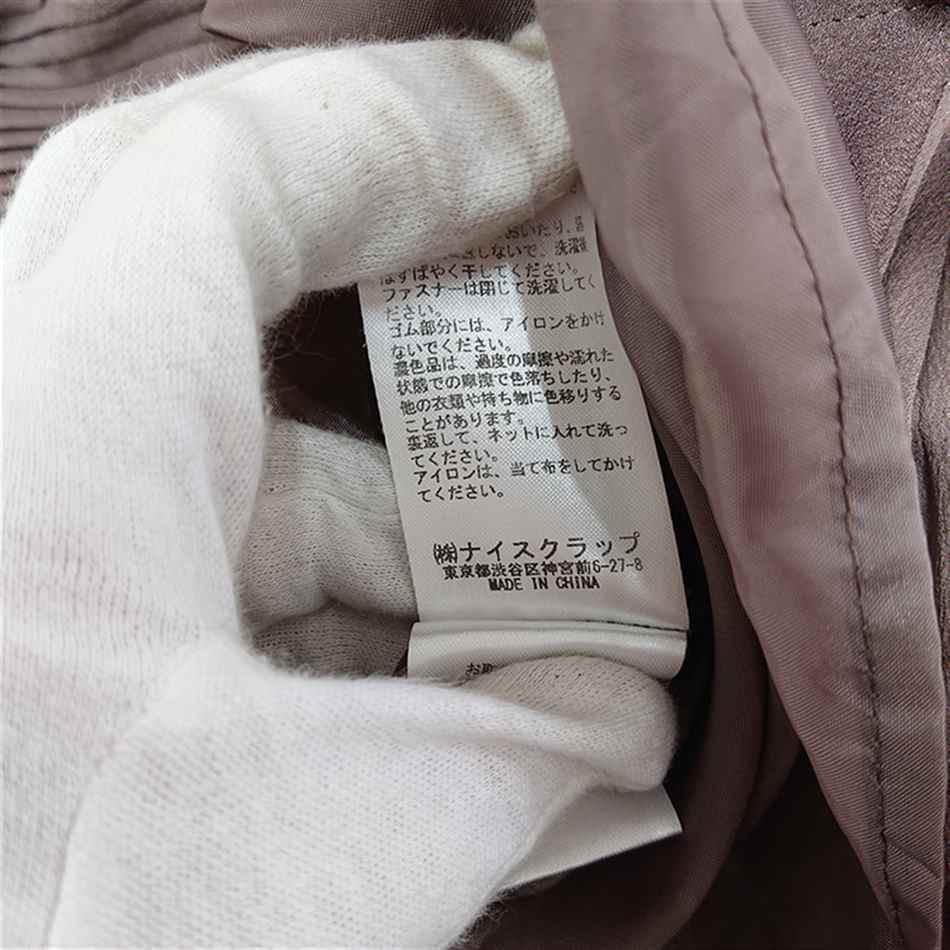 おいたり、
しないで、洗濯後
はすばやく干してください。
ファスナーは閉じて洗濯してく
ださい。
ゴム部分には、アイロンをかけ
ないでください。
濃色品は、過度の摩擦や濡れた
状態での摩擦で色落ちしたり、
他の衣類や持ち物に色移りする
ことがあります。
裏返して、ネットに入れて洗っ
てください。
アイロンは、当て布をしてかけ
てください。
㈱ナイスクラップ
東京都渋谷区神宮前6-27-8
MADE IN CHINA
お取